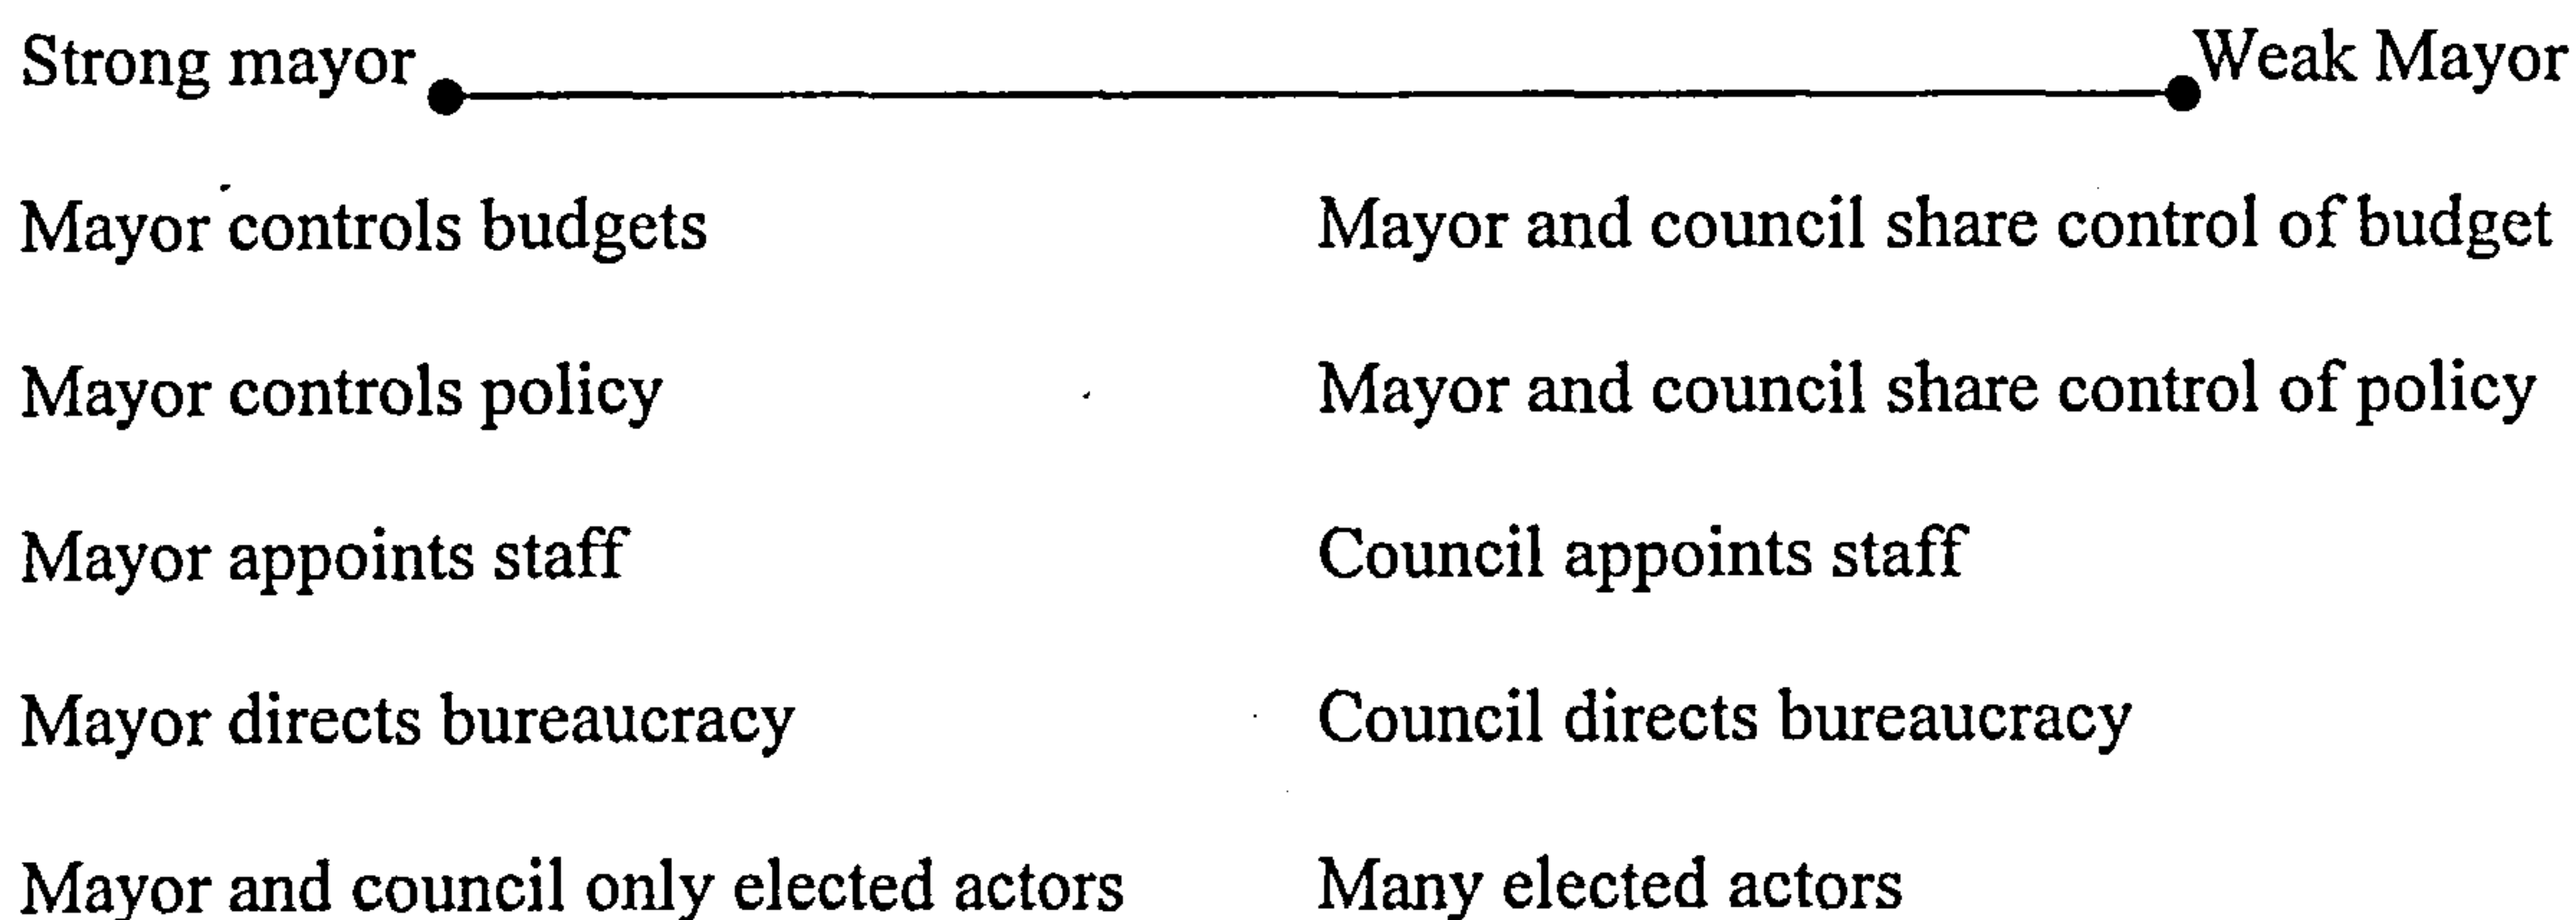 Strong mayor Weak Mayor
Mayor controls budgets Mayor and council share control of budget
Mayor controls policy Mayor and council share control of policy
Mayor appoints staff Council appoints staff
Mayor directs bureaucracy Council directs bureaucracy
Mayor and council only elected actors Many elected actors